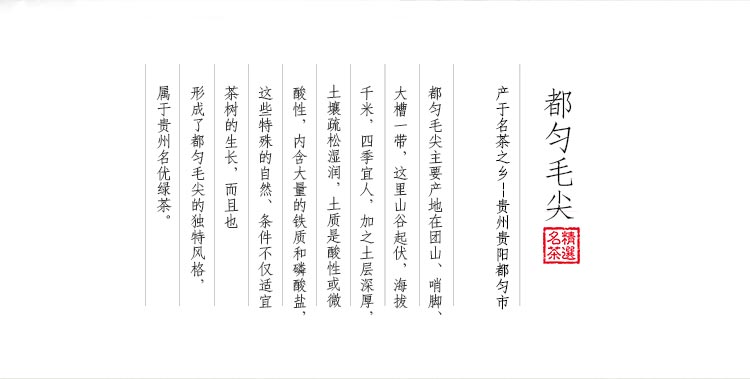 都匀毛尖
精選
名茶
产于名茶之乡--贵州贵阳都匀市
都匀毛尖主要产地在团山、哨脚、
大槽一带，这里山谷起伏，海拔
千米，四季宜人，加之土层深厚，
土壤疏松湿润，土质是酸性或微
酸性，内含大量的铁质和磷酸盐，
这些特殊的自然、条件不仅适宜
茶树的生长，而且也
形成了都匀毛尖的独特风格，
属于贵州名优绿茶。